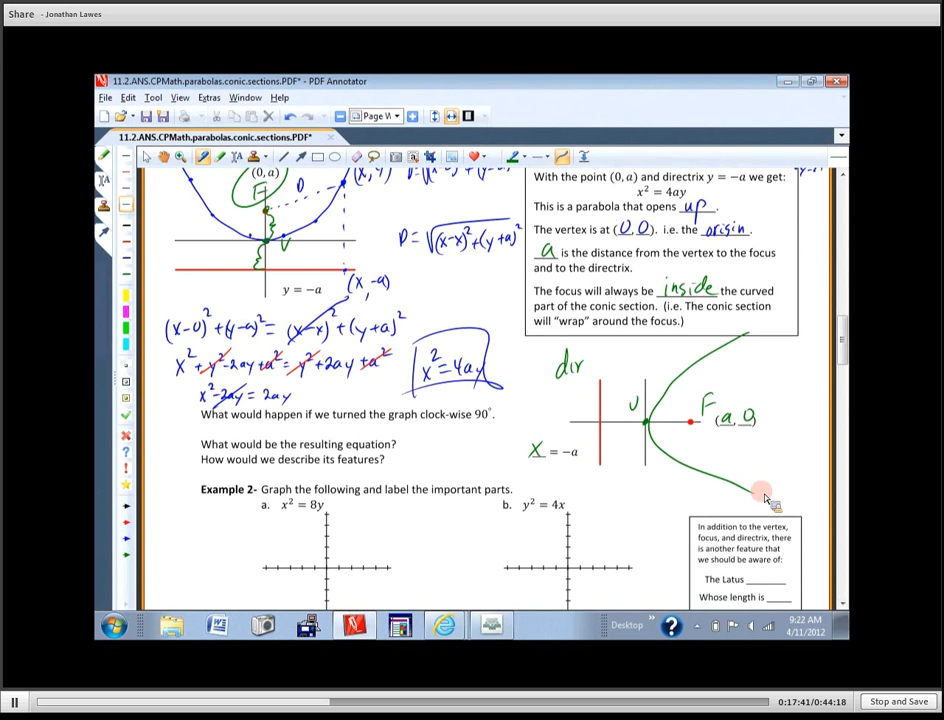 Share - Jonathan Lawes
11.2.ANS.CPMath.parabolas.conic.sections.PDF* - PDF Annotator
File Edit Tool View Extras Window Help
Page W
11.2.ANS.CPMath.parabolas.conic.sections.PDF*
(0, a)
F
D
(x, y)
V
y = −a
(x, -a)
D = √(x-x)² + (y+a)²
(x-0)² + (y-a)² = (x-x)² + (y+a)²
x² + y² - 2ay + a² = y² + 2ay + a²
x² - 2ay = 2ay
x² = 4ay
With the point (0, a) and directrix y = −a we get:
x² = 4ay
This is a parabola that opens up.
The vertex is at (0, 0). i.e. the origin.
a is the distance from the vertex to the focus
and to the directrix.
The focus will always be inside the curved
part of the conic section. (i.e. The conic section
will "wrap" around the focus.)
What would happen if we turned the graph clock-wise 90°.
What would be the resulting equation?
How would we describe its features?
dir
V
F
(a, 0)
x = −a
Example 2- Graph the following and label the important parts.
a. x² = 8y
b. y² = 4x
In addition to the vertex,
focus, and directrix, there
is another feature that
we should be aware of:
The Latus ______
Whose length is ____
Desktop
9:22 AM
4/11/2012
0:17:41/0:44:18
Stop and Save